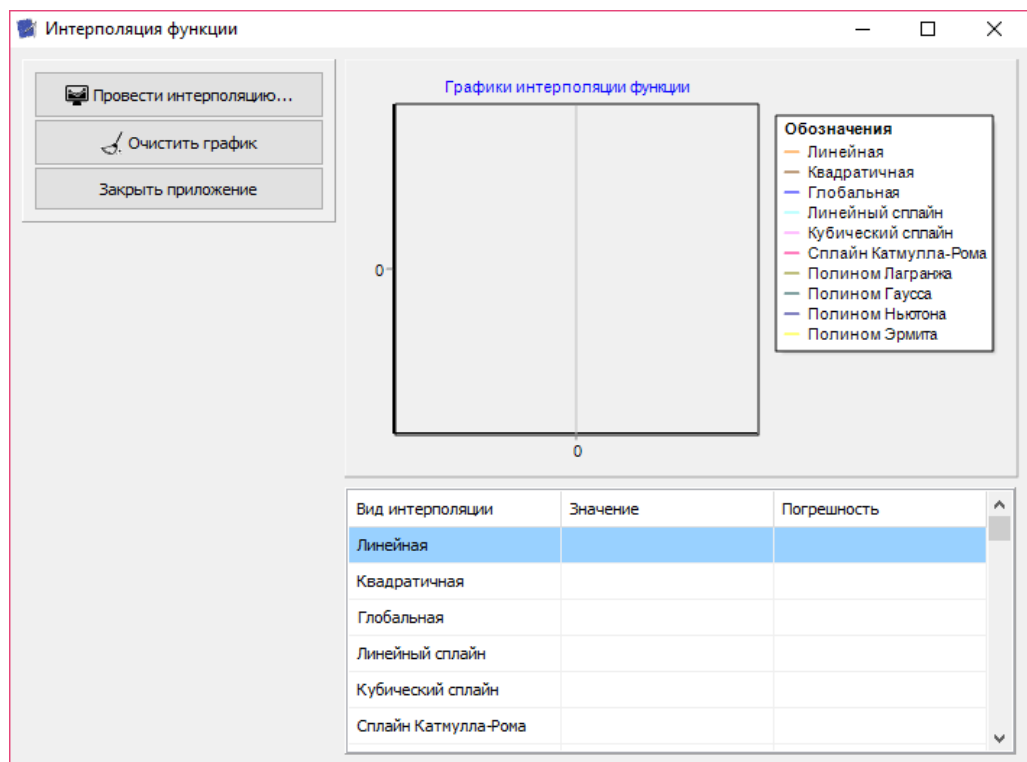 Интерполяция функции
Провести интерполяцию...
Очистить график
Закрыть приложение
Графики интерполяции функции
0
0
Обозначения
Линейная
Квадратичная
Глобальная
Линейный сплайн
Кубический сплайн
Сплайн Катмулла-Рома
Полином Лагранжа
Полином Гаусса
Полином Ньютона
Полином Эрмита
Вид интерполяции Значение Погрешность
Линейная
Квадратичная
Глобальная
Линейный сплайн
Кубический сплайн
Сплайн Катмулла-Рома